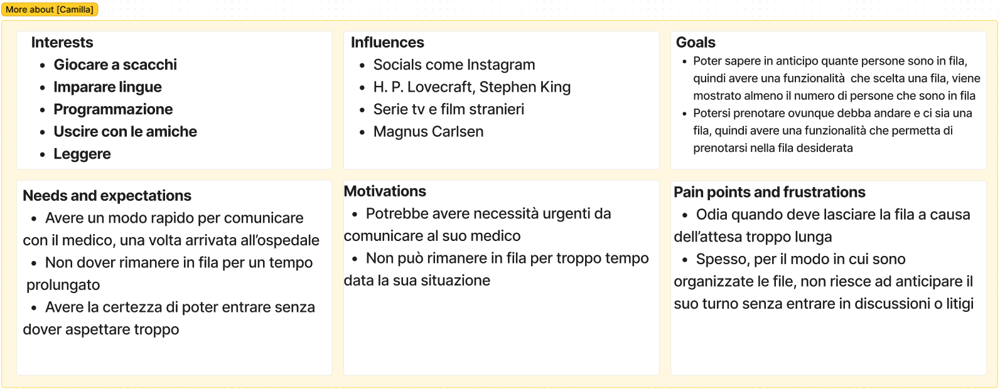 More about [Camilla]
Interests
• Giocare a scacchi
• Imparare lingue
• Programmazione
• Uscire con le amiche
• Leggere
Influences
• Socials come Instagram
• H. P. Lovecraft, Stephen King
• Serie tv e film stranieri
• Magnus Carlsen
Goals
• Poter sapere in anticipo quante persone sono in fila,
quindi avere una funzionalità  che scelta una fila, viene
mostrato almeno il numero di persone che sono in fila
• Potersi prenotare ovunque debba andare e ci sia una
fila, quindi avere una funzionalità che permetta di
prenotarsi nella fila desiderata
Needs and expectations
• Avere un modo rapido per comunicare
con il medico, una volta arrivata all’ospedale
• Non dover rimanere in fila per un tempo
prolungato
• Avere la certezza di poter entrare senza
dover aspettare troppo
Motivations
• Potrebbe avere necessità urgenti da
comunicare al suo medico
• Non può rimanere in fila per troppo tempo
data la sua situazione
Pain points and frustrations
• Odia quando deve lasciare la fila a causa
dell’attesa troppo lunga
• Spesso, per il modo in cui sono
organizzate le file, non riesce ad anticipare il
suo turno senza entrare in discussioni o litigi